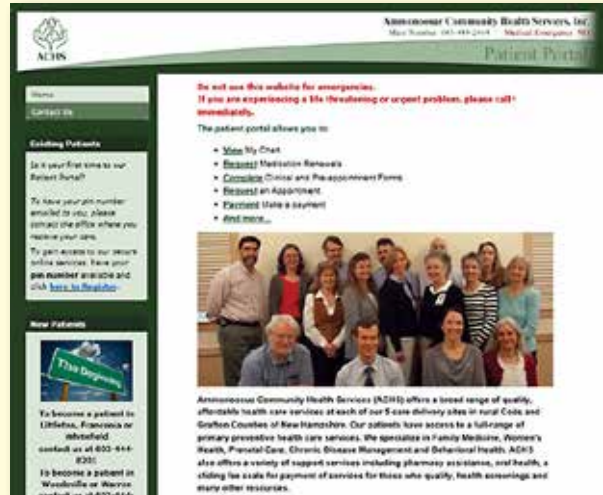 Ammonoosuc Community Health Services, Inc.
Main Number Medical Emergency
Patient Portal
ACHS
Home
Contact Us
Existing Patients
Is it your first time to our
Patient Portal?
To have your pin number
emailed to you, please
contact the office where you
receive your care.
To gain access to our secure
online services, have your
pin number available and
click here to Register.
New Patients
The Beginning
To become a patient in
Littleton, Franconia or
Whitefield
contact us at 603-444-
To become a patient in
Woodsville or Warren
Do not use this website for emergencies.
If you are experiencing a life threatening or urgent problem, please call
immediately.
The patient portal allows you to:
• View My Chart
• Request Medication Renewals
• Complete Clinical and Pre-appointment Forms
• Request an Appointment
• Payment Make a payment
• And more...
Ammonoosuc Community Health Services (ACHS) offers a broad range of quality,
affordable health care services at each of our 5 care delivery sites in rural Coös and
Grafton Counties of New Hampshire. Our patients have access to a full-range of
primary preventive health care services. We specialize in Family Medicine, Women's
Health, Prenatal Care, Chronic Disease Management and Behavioral Health. ACHS
also offers a variety of support services including pharmacy assistance, oral health, a
sliding fee scale for payment of services for those who qualify, health screenings and
many other resources.